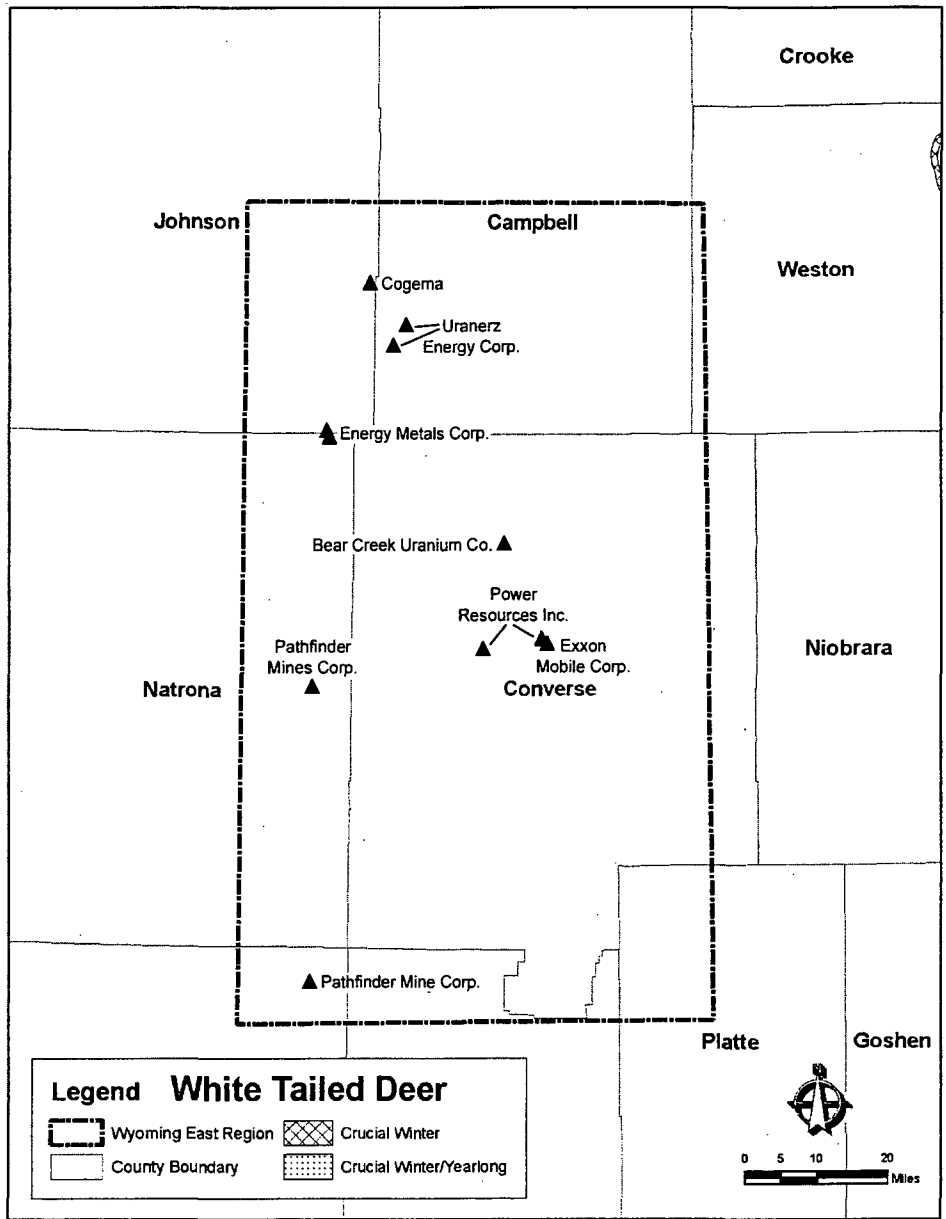 Crooke
Johnson
Campbell
Weston
Cogema
Uranerz
Energy Corp.
Energy Metals Corp.
Bear Creek Uranium Co.
Power
Resources Inc.
Pathfinder
Mines Corp.
Exxon
Mobile Corp.
Niobrara
Natrona
Converse
Pathfinder Mine Corp.
Platte
Goshen
Legend White Tailed Deer
Wyoming East Region
Crucial Winter
County Boundary
Crucial Winter/Yearlong
0 5 10 20
Miles